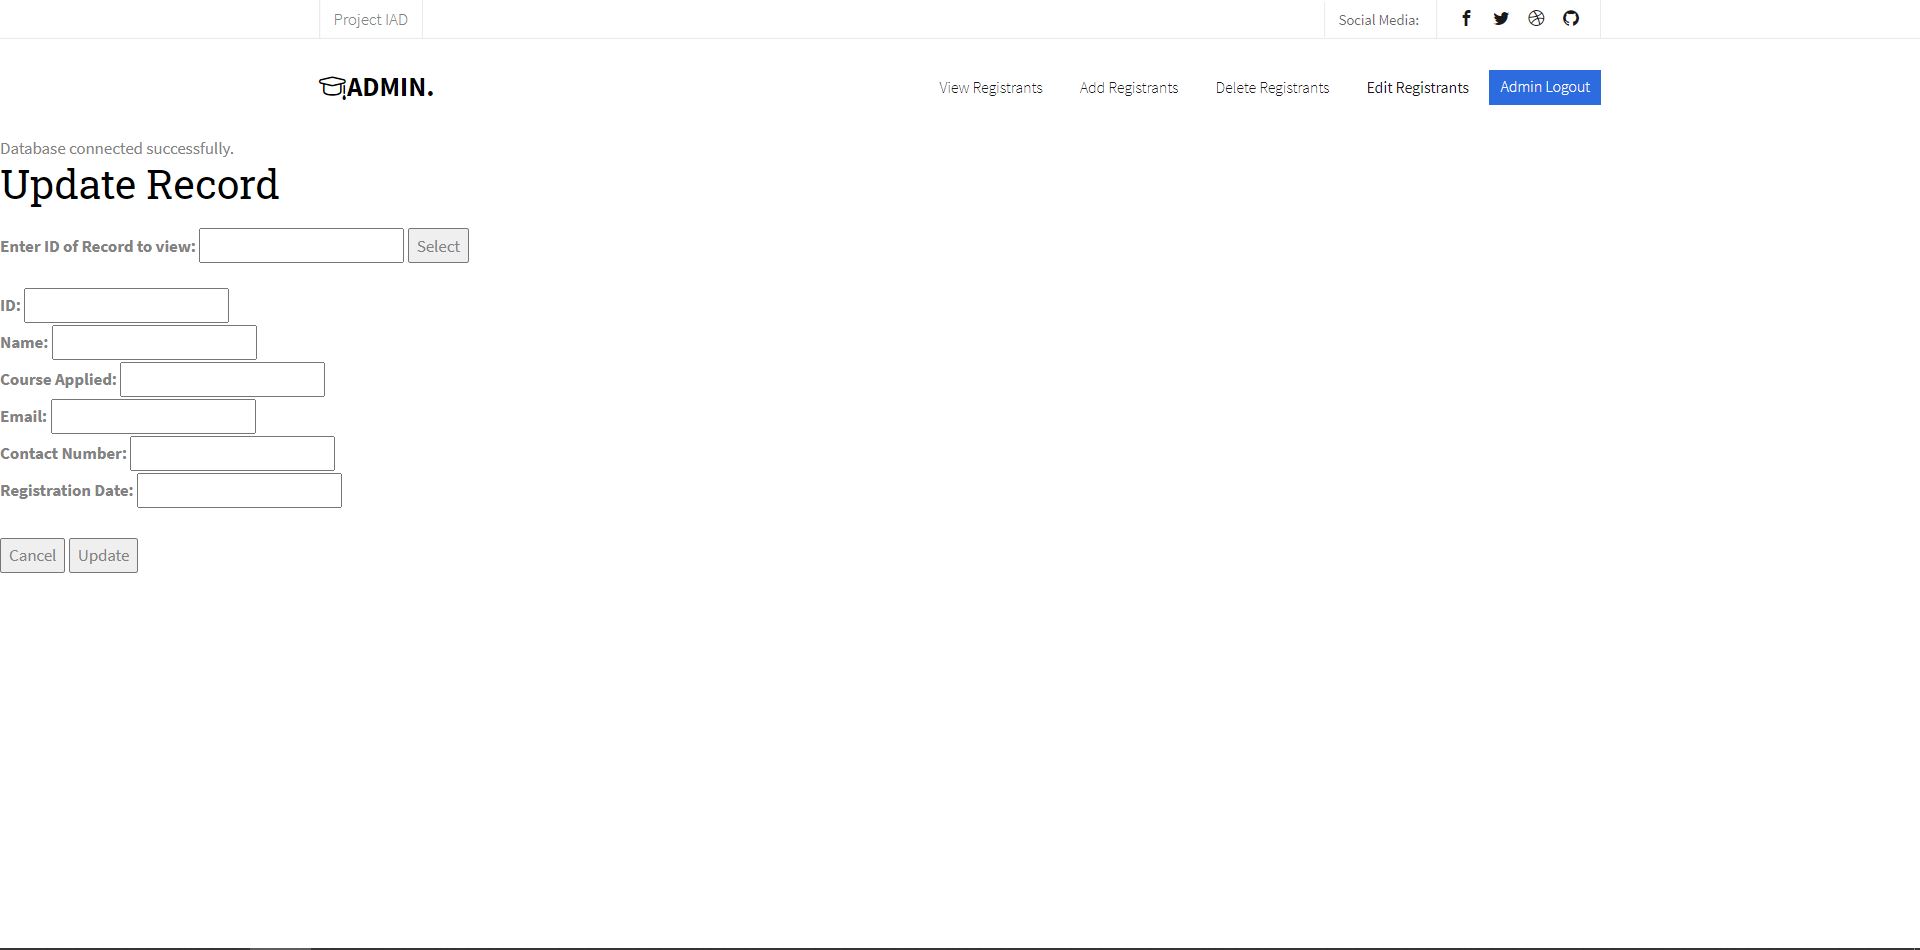 Project IAD
Social Media:
ADMIN.
View Registrants
Add Registrants
Delete Registrants
Edit Registrants
Admin Logout
Database connected successfully.
Update Record
Enter ID of Record to view:
Select
ID:
Name:
Course Applied:
Email:
Contact Number:
Registration Date:
Cancel
Update